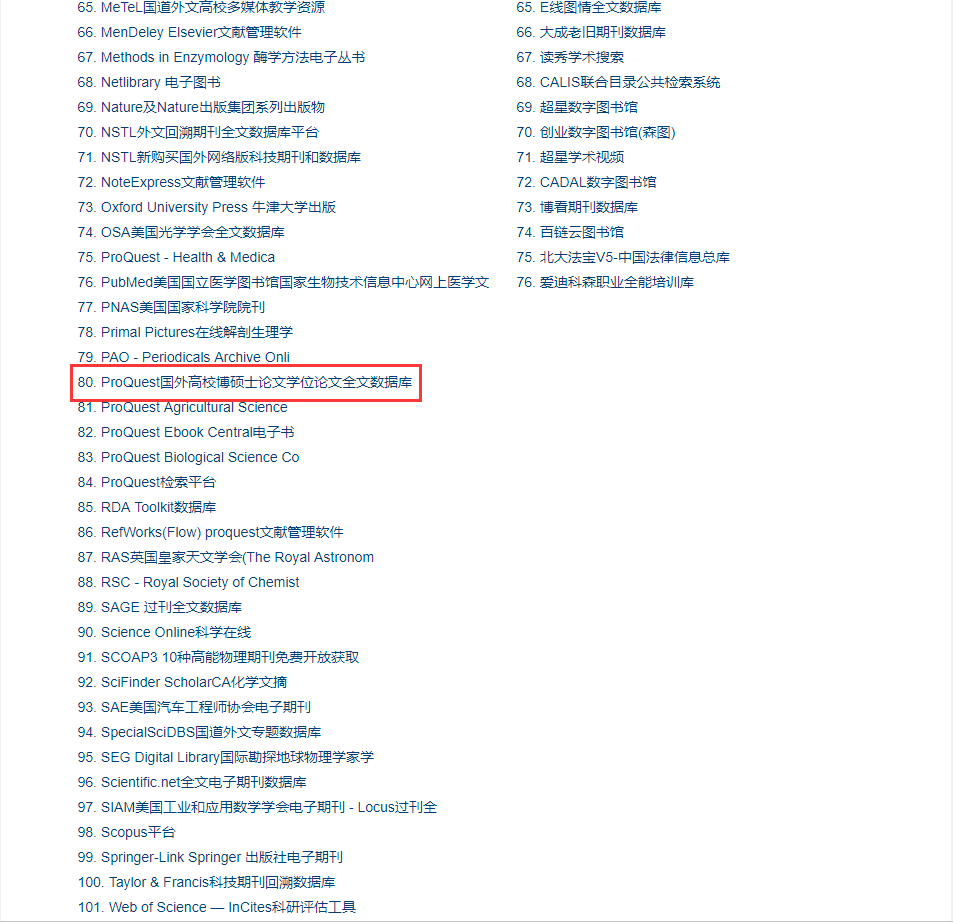 65. MeTeL国道外文高校多媒体教学资源
66. MenDeley Elsevier文献管理软件
67. Methods in Enzymology 酶学方法电子丛书
68. Netlibrary 电子图书
69. Nature及Nature出版集团系列出版物
70. NSTL外文回溯期刊全文数据库平台
71. NSTL新购买国外网络版科技期刊和数据库
72. NoteExpress文献管理软件
73. Oxford University Press 牛津大学出版
74. OSA美国光学学会全文数据库
75. ProQuest - Health & Medica
76. PubMed美国国立医学图书馆国家生物技术信息中心网上医学文
77. PNAS美国国家科学院院刊
78. Primal Pictures在线解剖生理学
79. PAO - Periodicals Archive Onli
80. ProQuest国外高校博硕士论文学位论文全文数据库
81. ProQuest Agricultural Science
82. ProQuest Ebook Central电子书
83. ProQuest Biological Science Co
84. ProQuest检索平台
85. RDA Toolkit数据库
86. RefWorks(Flow) proquest文献管理软件
87. RAS英国皇家天文学会(The Royal Astronom
88. RSC - Royal Society of Chemist
89. SAGE 过刊全文数据库
90. Science Online科学在线
91. SCOAP3 10种高能物理期刊免费开放获取
92. SciFinder ScholarCA化学文摘
93. SAE美国汽车工程师协会电子期刊
94. SpecialSciDBS国道外文专题数据库
95. SEG Digital Library国际勘探地球物理学家学
96. Scientific.net全文电子期刊数据库
97. SIAM美国工业和应用数学学会电子期刊 - Locus过刊全
98. Scopus平台
99. Springer-Link Springer 出版社电子期刊
100. Taylor & Francis科技期刊回溯数据库
101. Web of Science — InCites科研评估工具
65. E线图情全文数据库
66. 大成老旧期刊数据库
67. 读秀学术搜索
68. CALIS联合目录公共检索系统
69. 超星数字图书馆
70. 创业数字图书馆(森图)
71. 超星学术视频
72. CADAL数字图书馆
73. 博看期刊数据库
74. 百链云图书馆
75. 北大法宝V5-中国法律信息总库
76. 爱迪科森职业全能培训库